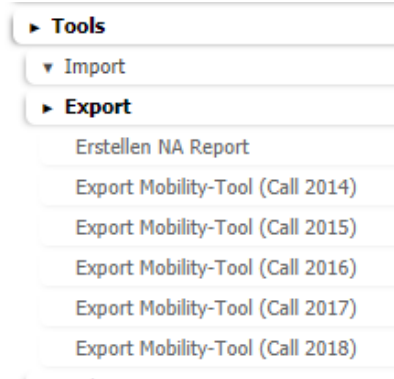 Tools
Import
Export
Erstellen NA Report
Export Mobility-Tool (Call 2014)
Export Mobility-Tool (Call 2015)
Export Mobility-Tool (Call 2016)
Export Mobility-Tool (Call 2017)
Export Mobility-Tool (Call 2018)